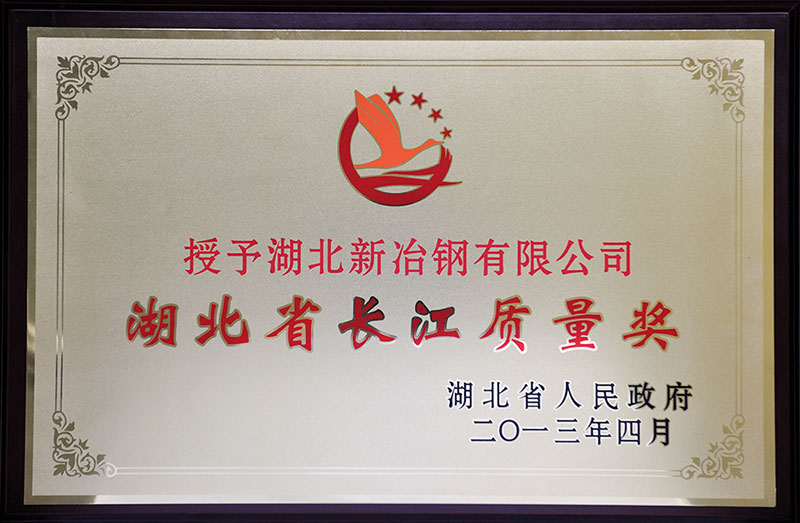 授予湖北新冶钢有限公司
湖北省长江质量奖
湖北省人民政府
二〇一三年四月